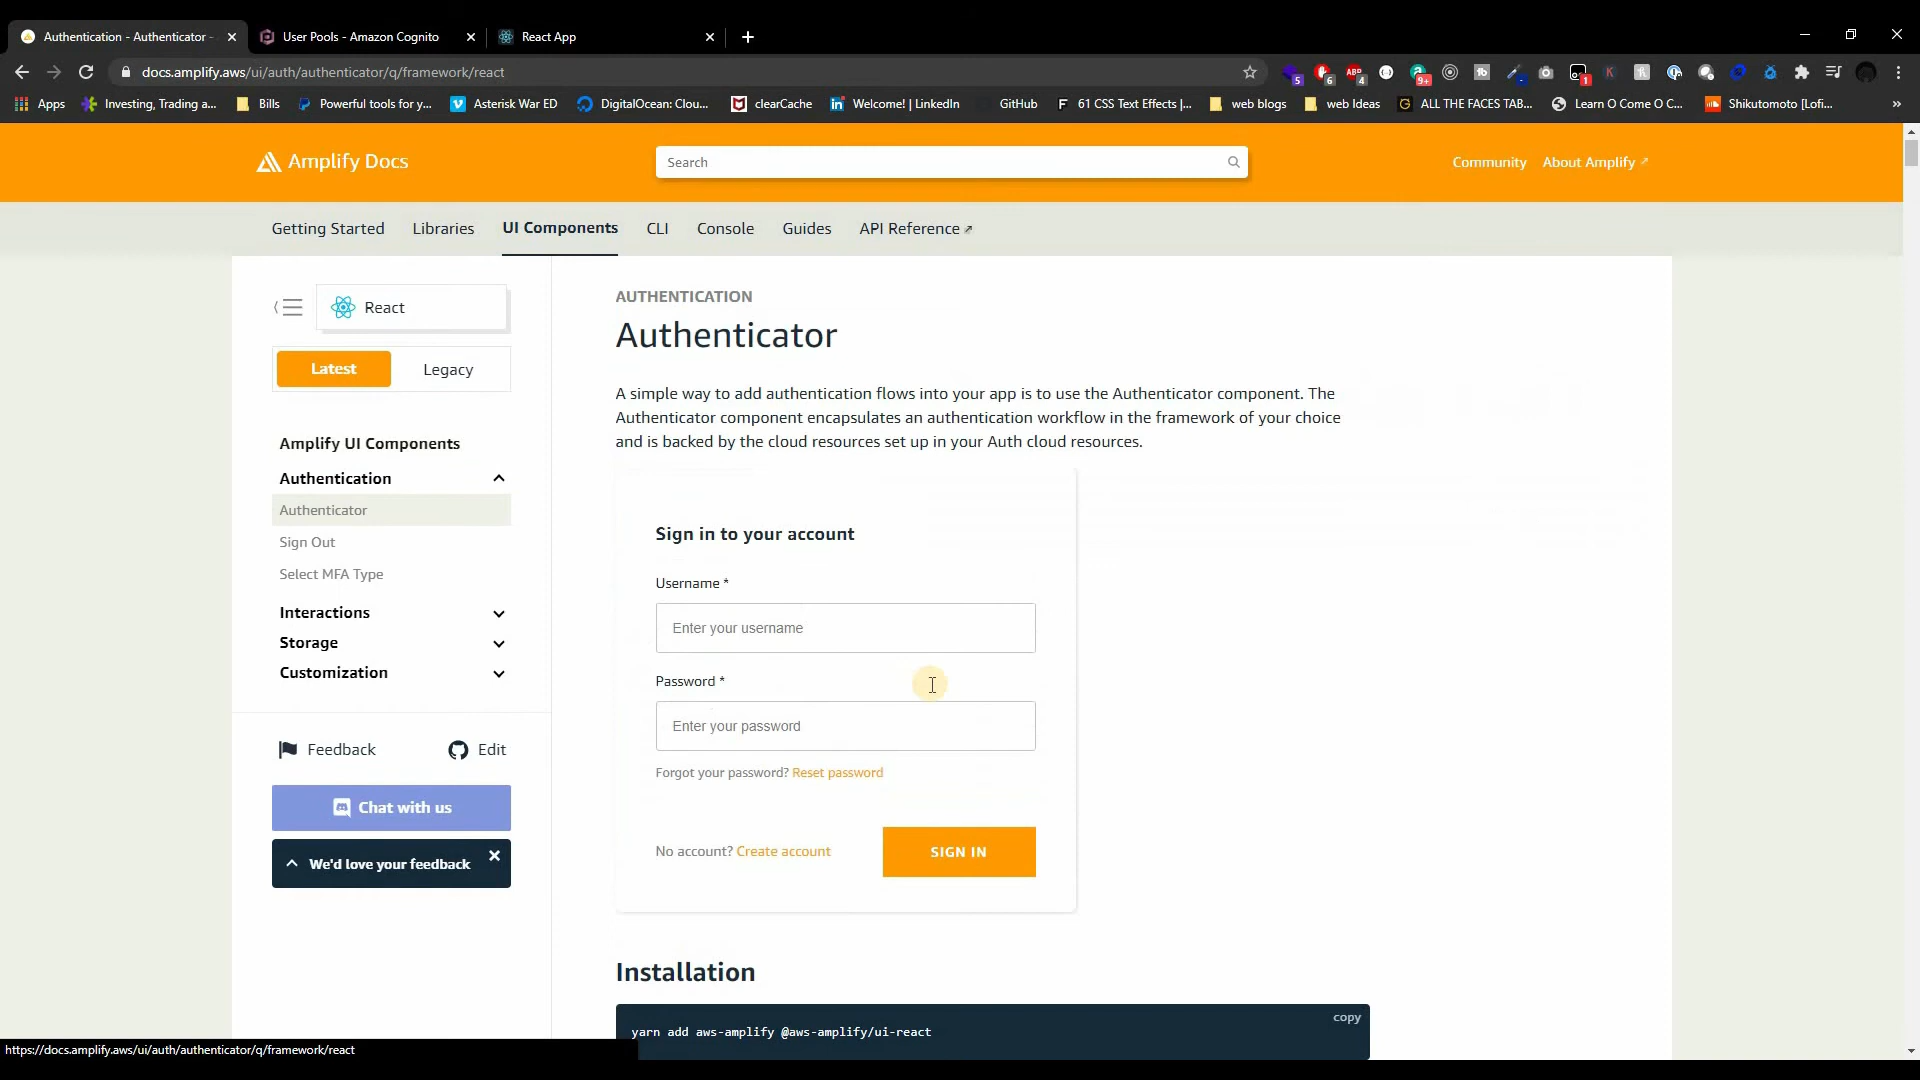 Authentication - Authenticator -
User Pools - Amazon Cognito
React App
docs.amplify.aws/ui/auth/authenticator/q/framework/react
5
6
ABP
4
9+
1
Apps
Investing, Trading a...
Bills
Powerful tools for y...
Asterisk War ED
DigitalOcean: Clou...
clearCache
Welcome! | LinkedIn
GitHub
61 CSS Text Effects |...
web blogs
web Ideas
ALL THE FACES TAB...
Learn O Come O C...
Shikutomoto [Lofi...
»
Amplify Docs
Search
Community
About Amplify
Getting Started
Libraries
UI Components
CLI
Console
Guides
API Reference
React
Latest
Legacy
Amplify UI Components
Authentication
Authenticator
Sign Out
Select MFA Type
Interactions
Storage
Customization
Feedback
Edit
Chat with us
We'd love your feedback
AUTHENTICATION
Authenticator
A simple way to add authentication flows into your app is to use the Authenticator component. The
Authenticator component encapsulates an authentication workflow in the framework of your choice
and is backed by the cloud resources set up in your Auth cloud resources.
Sign in to your account
Username *
Enter your username
Password *
Enter your password
Forgot your password? Reset password
No account? Create account
SIGN IN
Installation
copy
yarn add aws-amplify @aws-amplify/ui-react
https://docs.amplify.aws/ui/auth/authenticator/q/framework/react